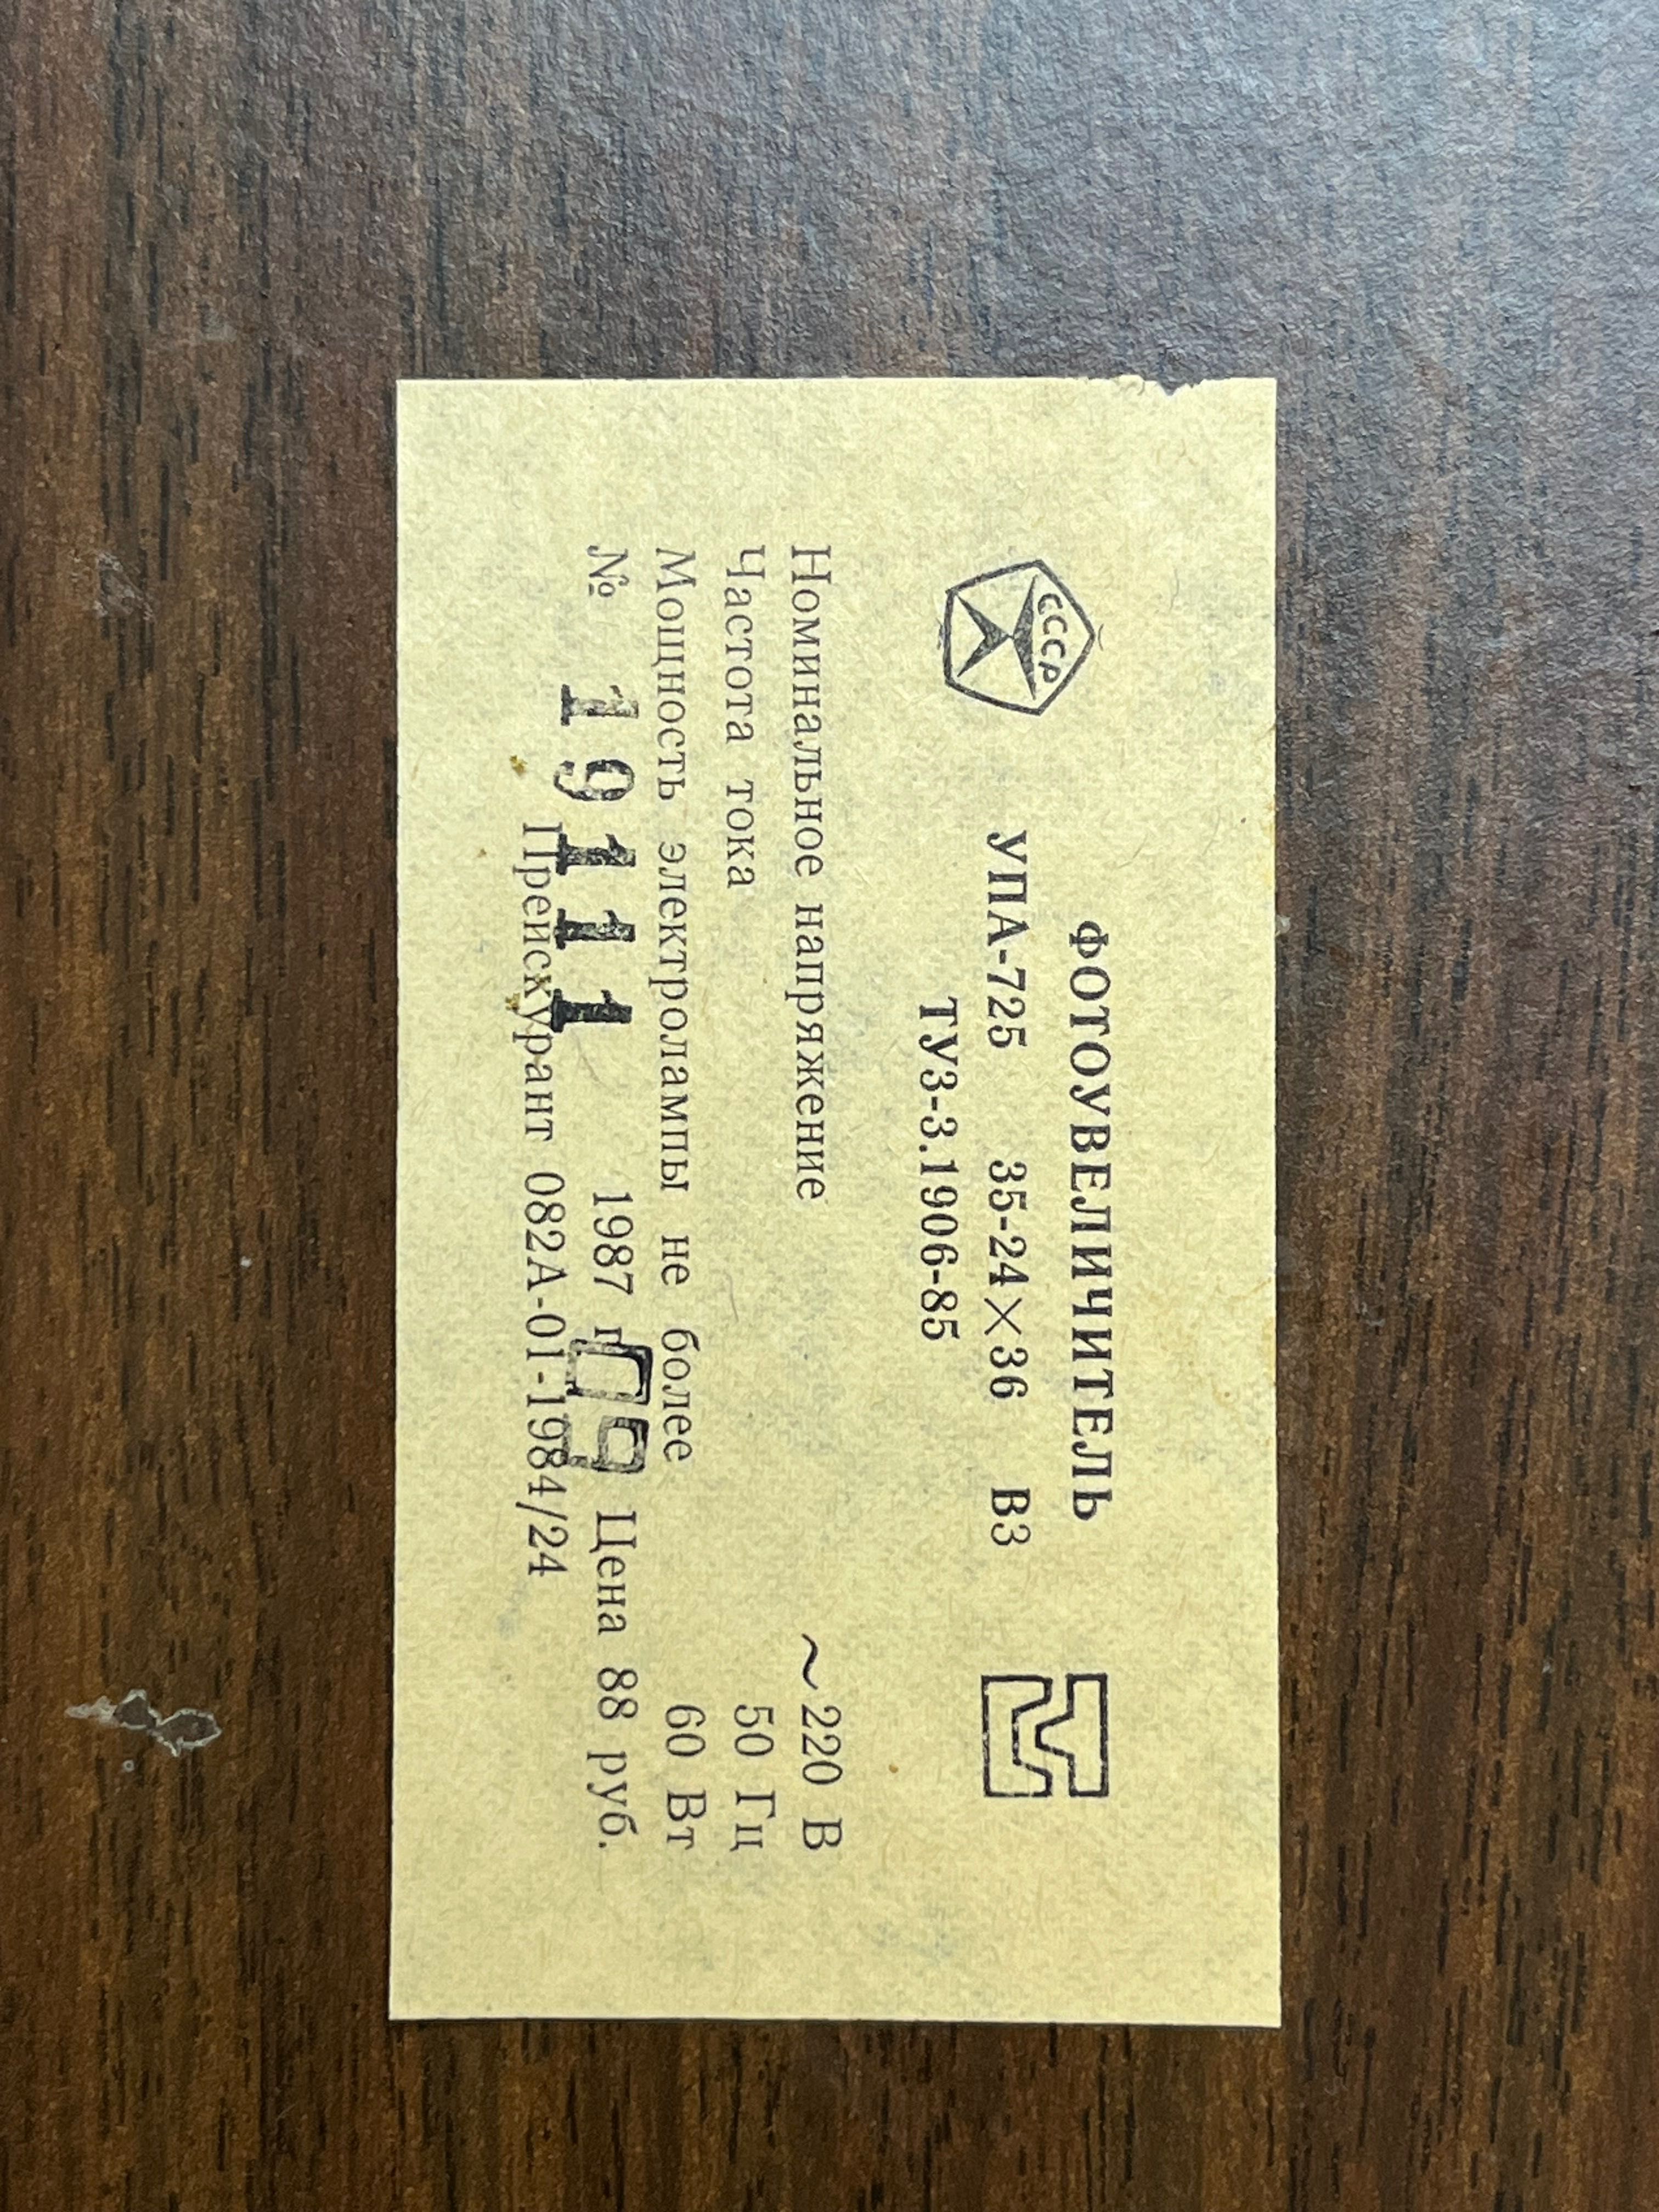 СССР
ФОТОУВЕЛИЧИТЕЛЬ
УПА-725 35-24×36 В3
ТУ3-3.1906-85
Номинальное напряжение ~220 В
Частота тока 50 Гц
Мощность электролампы не более 60 Вт
№ 19111 1987 г. 09 Цена 88 руб.
Прейскурант 082А-01-1984/24